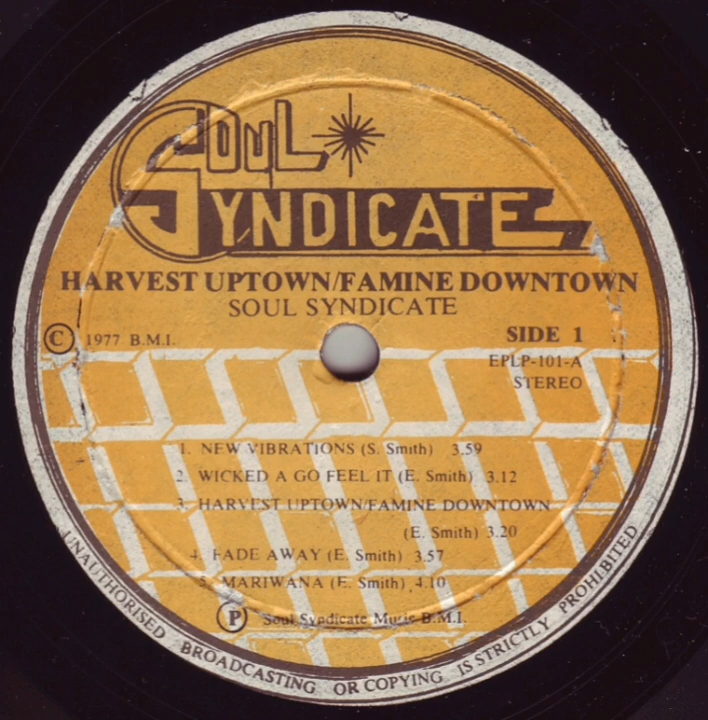 SOUL
SYNDICATE
HARVEST UPTOWN/FAMINE DOWNTOWN
SOUL SYNDICATE
© 1977 B.M.I.
SIDE 1
EPLP-101-A
STEREO
1. NEW VIBRATIONS (S. Smith) 3.59
2. WICKED A GO FEEL IT (E. Smith) 3.12
3. HARVEST UPTOWN/FAMINE DOWNTOWN
(E. Smith) 3.20
4. FADE AWAY (E. Smith) 3.57
5. MARIWANA (E. Smith) 4.10
Ⓟ Soul Syndicate Music B.M.I.
UNAUTHORISED BROADCASTING OR COPYING IS STRICTLY PROHIBITED